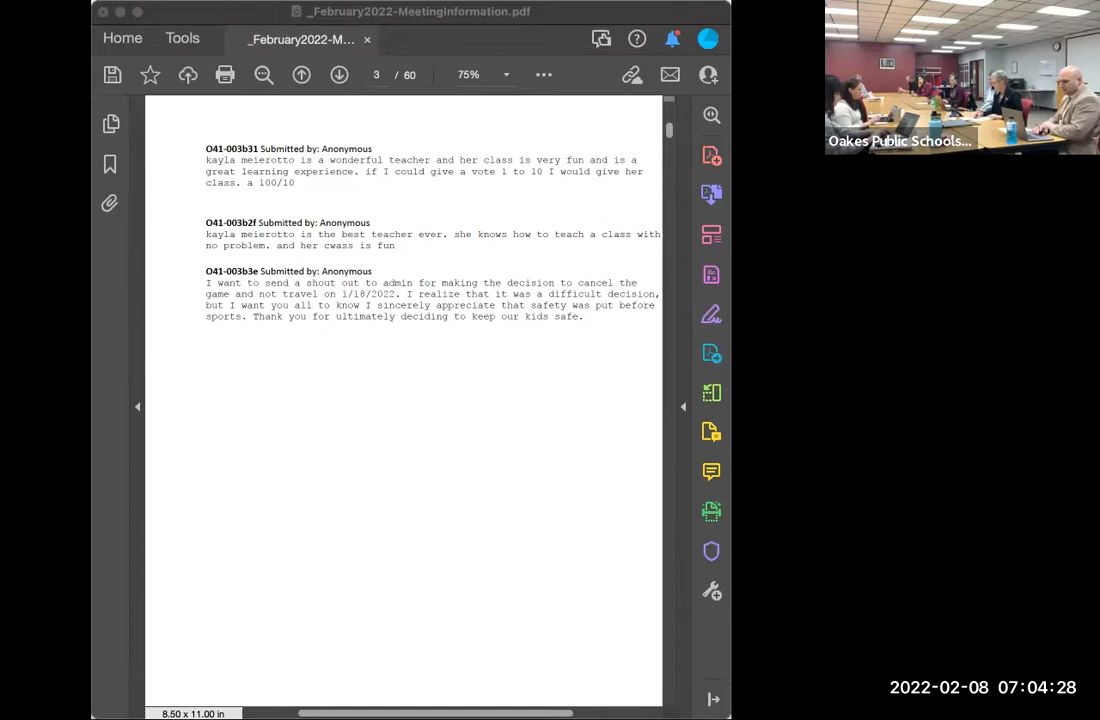 _February2022-MeetingInformation.pdf
Home
Tools
_February2022-M... ×
3 / 60
75%
O41-003b31 Submitted by: Anonymous
kayla meierotto is a wonderful teacher and her class is very fun and is a
great learning experience. if I could give a vote 1 to 10 I would give her
class. a 100/10
O41-003b2f Submitted by: Anonymous
kayla meierotto is the best teacher ever. she knows how to teach a class with
no problem. and her cwass is fun
O41-003b3e Submitted by: Anonymous
I want to send a shout out to admin for making the decision to cancel the
game and not travel on 1/18/2022. I realize that it was a difficult decision,
but I want you all to know I sincerely appreciate that safety was put before
sports. Thank you for ultimately deciding to keep our kids safe.
8.50 x 11.00 in
Oakes Public Schools...
2022-02-08 07:04:28